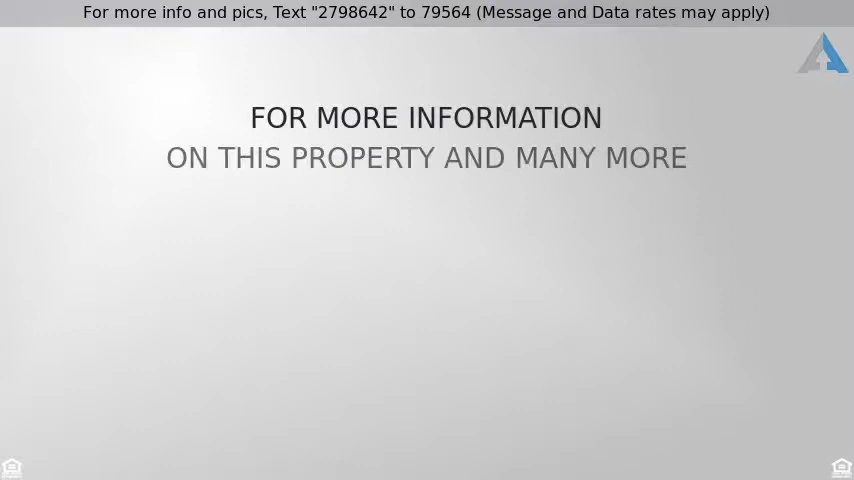 For more info and pics, Text "2798642" to 79564 (Message and Data rates may apply)
FOR MORE INFORMATION
ON THIS PROPERTY AND MANY MORE